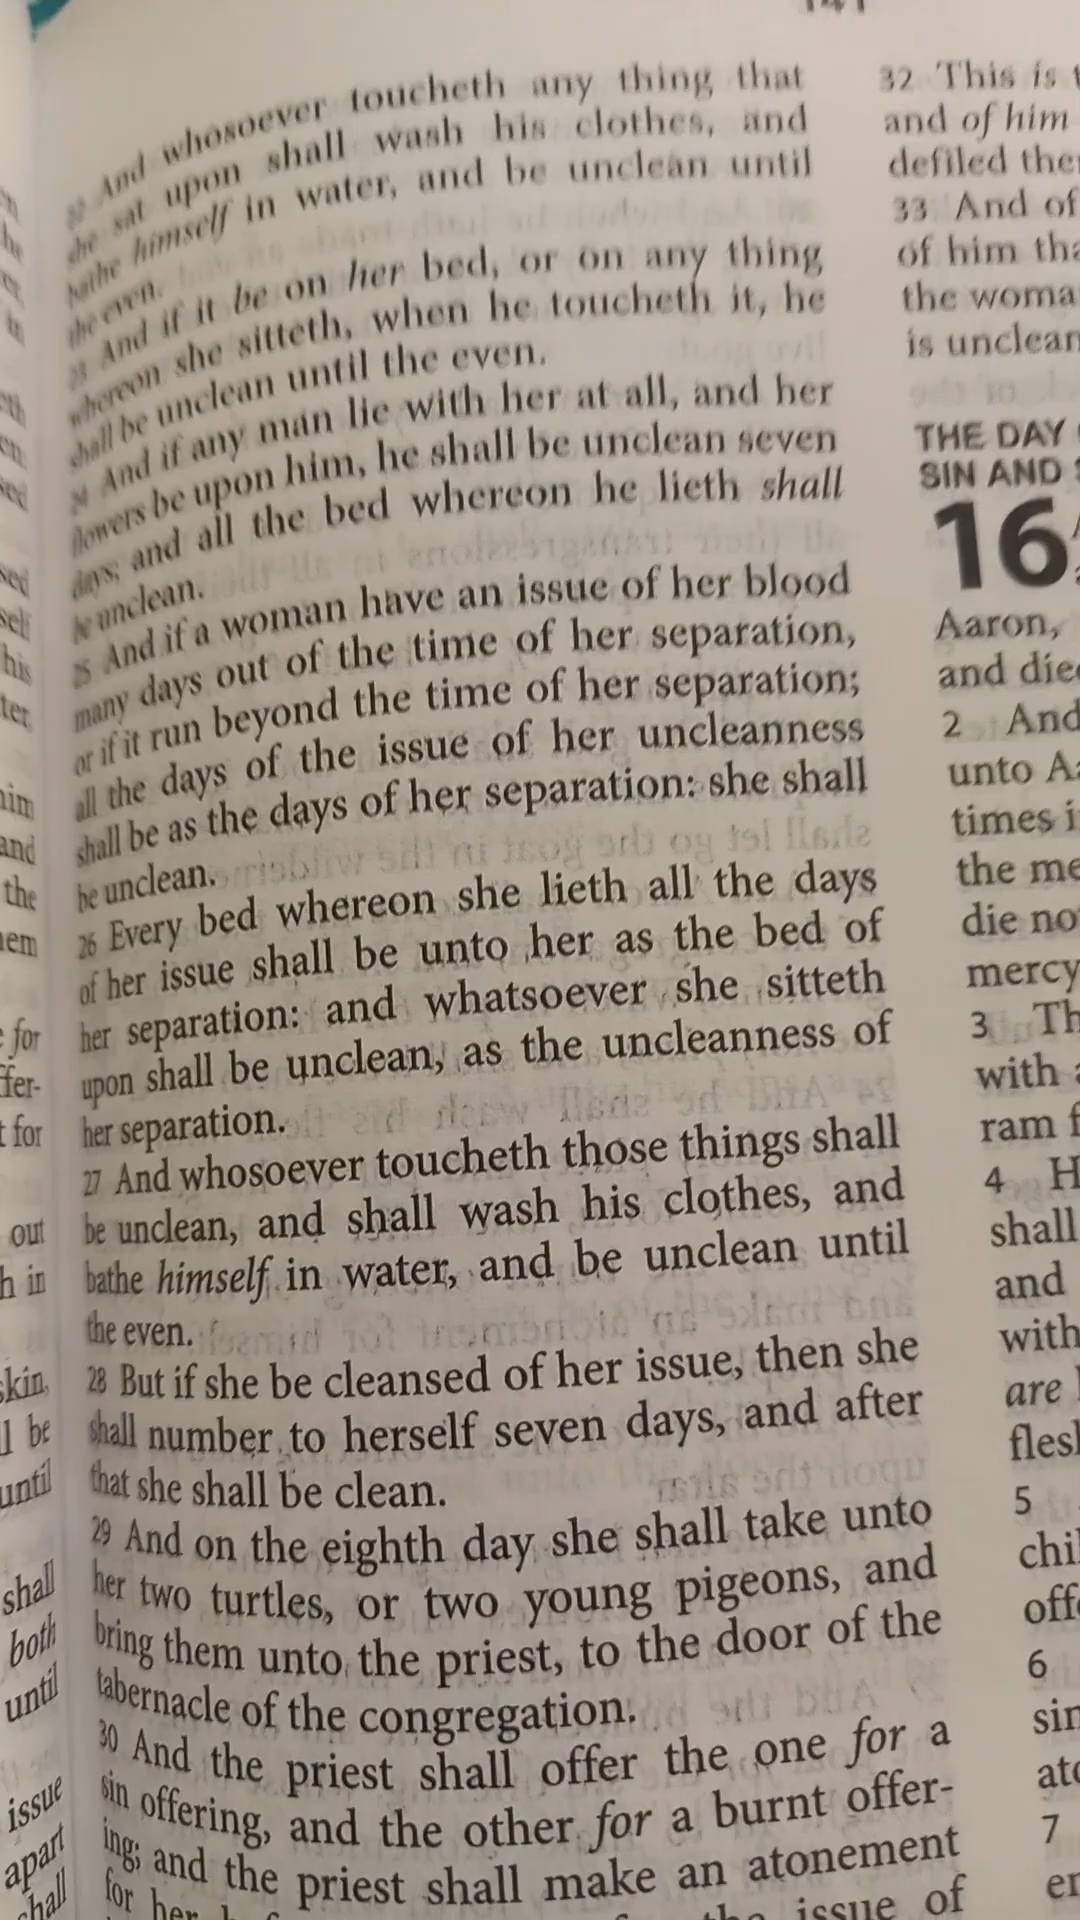 141
22 And whosoever toucheth any thing that
she sat upon shall wash his clothes, and
bathe himself in water, and be unclean until
the even.
23 And if it be on her bed, or on any thing
whereon she sitteth, when he toucheth it, he
shall be unclean until the even.
24 And if any man lie with her at all, and her
flowers be upon him, he shall be unclean seven
days; and all the bed whereon he lieth shall
be unclean.
25 And if a woman have an issue of her blood
many days out of the time of her separation,
or if it run beyond the time of her separation;
all the days of the issue of her uncleanness
shall be as the days of her separation: she shall
be unclean.
26 Every bed whereon she lieth all the days
of her issue shall be unto her as the bed of
her separation: and whatsoever she sitteth
upon shall be unclean, as the uncleanness of
her separation.
27 And whosoever toucheth those things shall
be unclean, and shall wash his clothes, and
bathe himself in water, and be unclean until
the even.
28 But if she be cleansed of her issue, then she
shall number to herself seven days, and after
that she shall be clean.
29 And on the eighth day she shall take unto
her two turtles, or two young pigeons, and
bring them unto the priest, to the door of the
tabernacle of the congregation.
30 And the priest shall offer the one for a
sin offering, and the other for a burnt offer-
ing; and the priest shall make an atonement
for her the issue of
32 This is
and of him
defiled
33 And of
of him
the
is
THE DAY
SIN AND
16
Aaron,
and
2 And
unto
times
the
die
mercy
3
with
ram
4
shall
and
with
are
5
6
7
for
for
out
in
be
until
shall
both
until
issue
apart